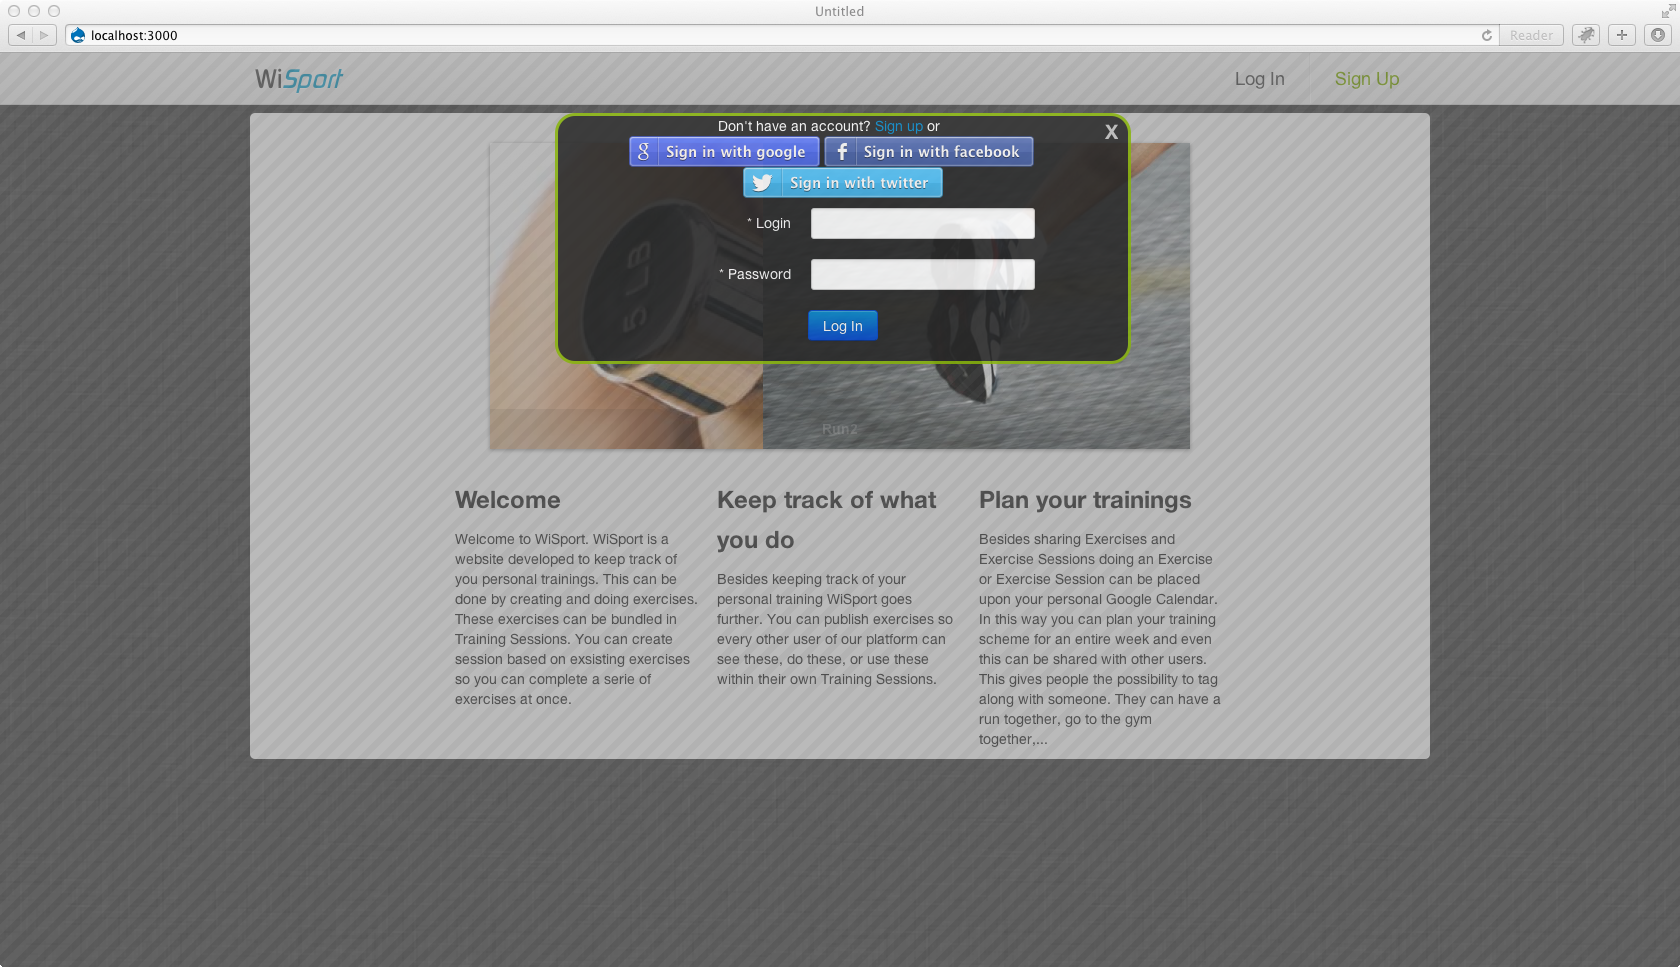 Untitled
localhost:3000
Reader
WiSport
Log In
Sign Up
Don't have an account? Sign up or
X
Sign in with google
Sign in with facebook
Sign in with twitter
* Login
* Password
Log In
Run2
Welcome
Welcome to WiSport. WiSport is a
website developed to keep track of
you personal trainings. This can be
done by creating and doing exercises.
These exercises can be bundled in
Training Sessions. You can create
session based on exsisting exercises
so you can complete a serie of
exercises at once.
Keep track of what
you do
Besides keeping track of your
personal training WiSport goes
further. You can publish exercises so
every other user of our platform can
see these, do these, or use these
within their own Training Sessions.
Plan your trainings
Besides sharing Exercises and
Exercise Sessions doing an Exercise
or Exercise Session can be placed
upon your personal Google Calendar.
In this way you can plan your training
scheme for an entire week and even
this can be shared with other users.
This gives people the possibility to tag
along with someone. They can have a
run together, go to the gym
together,...